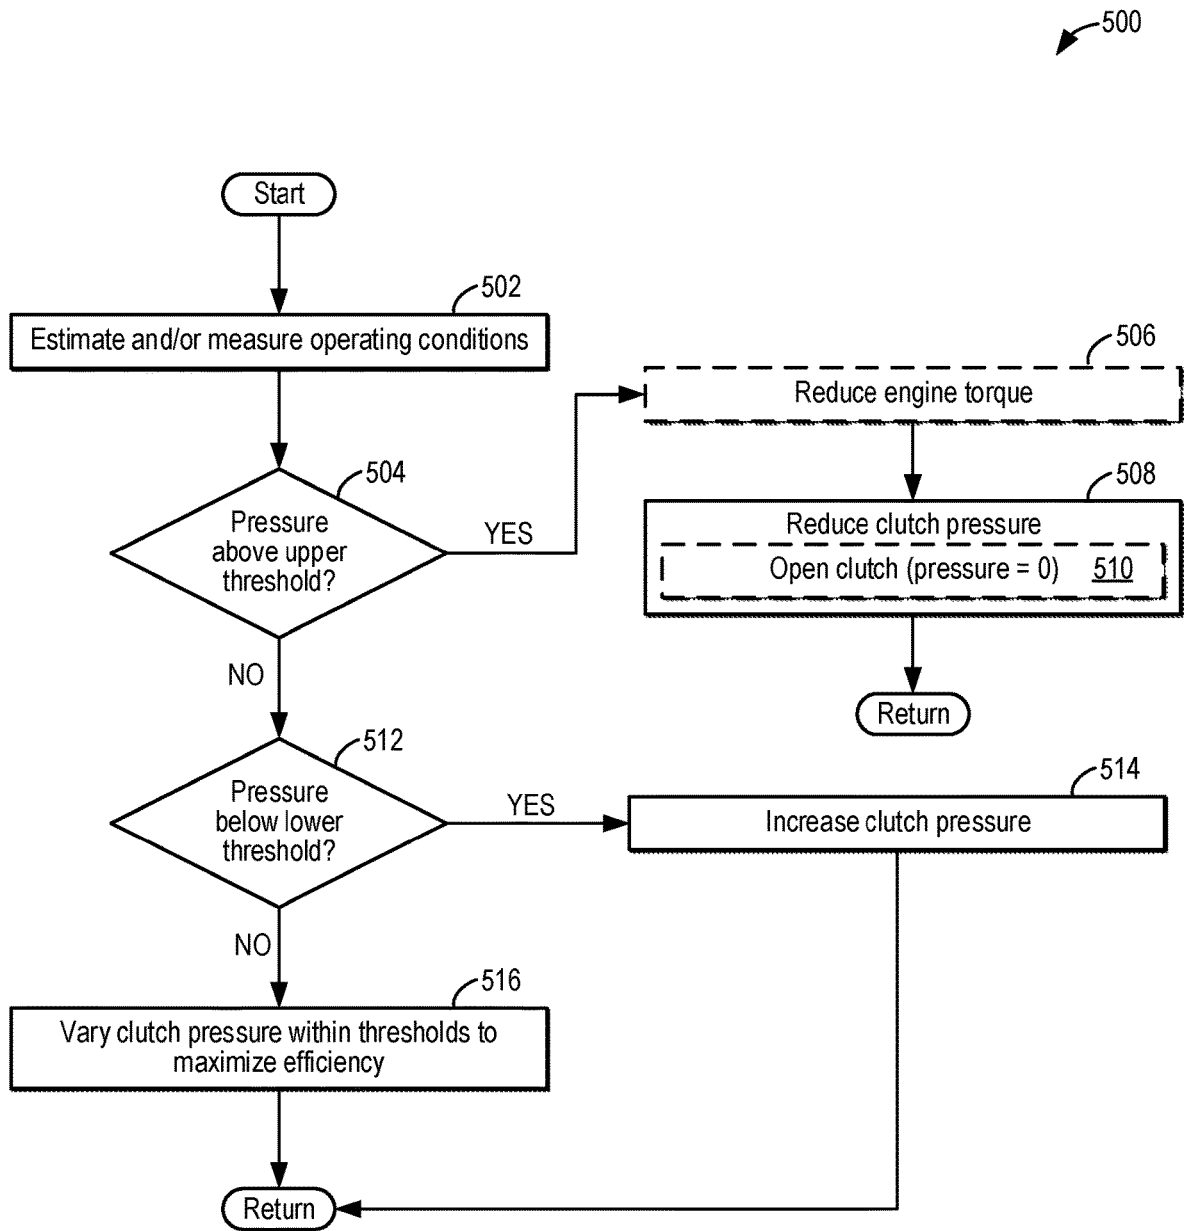 500
Start
502
Estimate and/or measure operating conditions
504
Pressure
above upper
threshold?
YES
506
Reduce engine torque
508
Reduce clutch pressure
Open clutch (pressure = 0) 510
Return
NO
512
Pressure
below lower
threshold?
YES
514
Increase clutch pressure
NO
516
Vary clutch pressure within thresholds to
maximize efficiency
Return